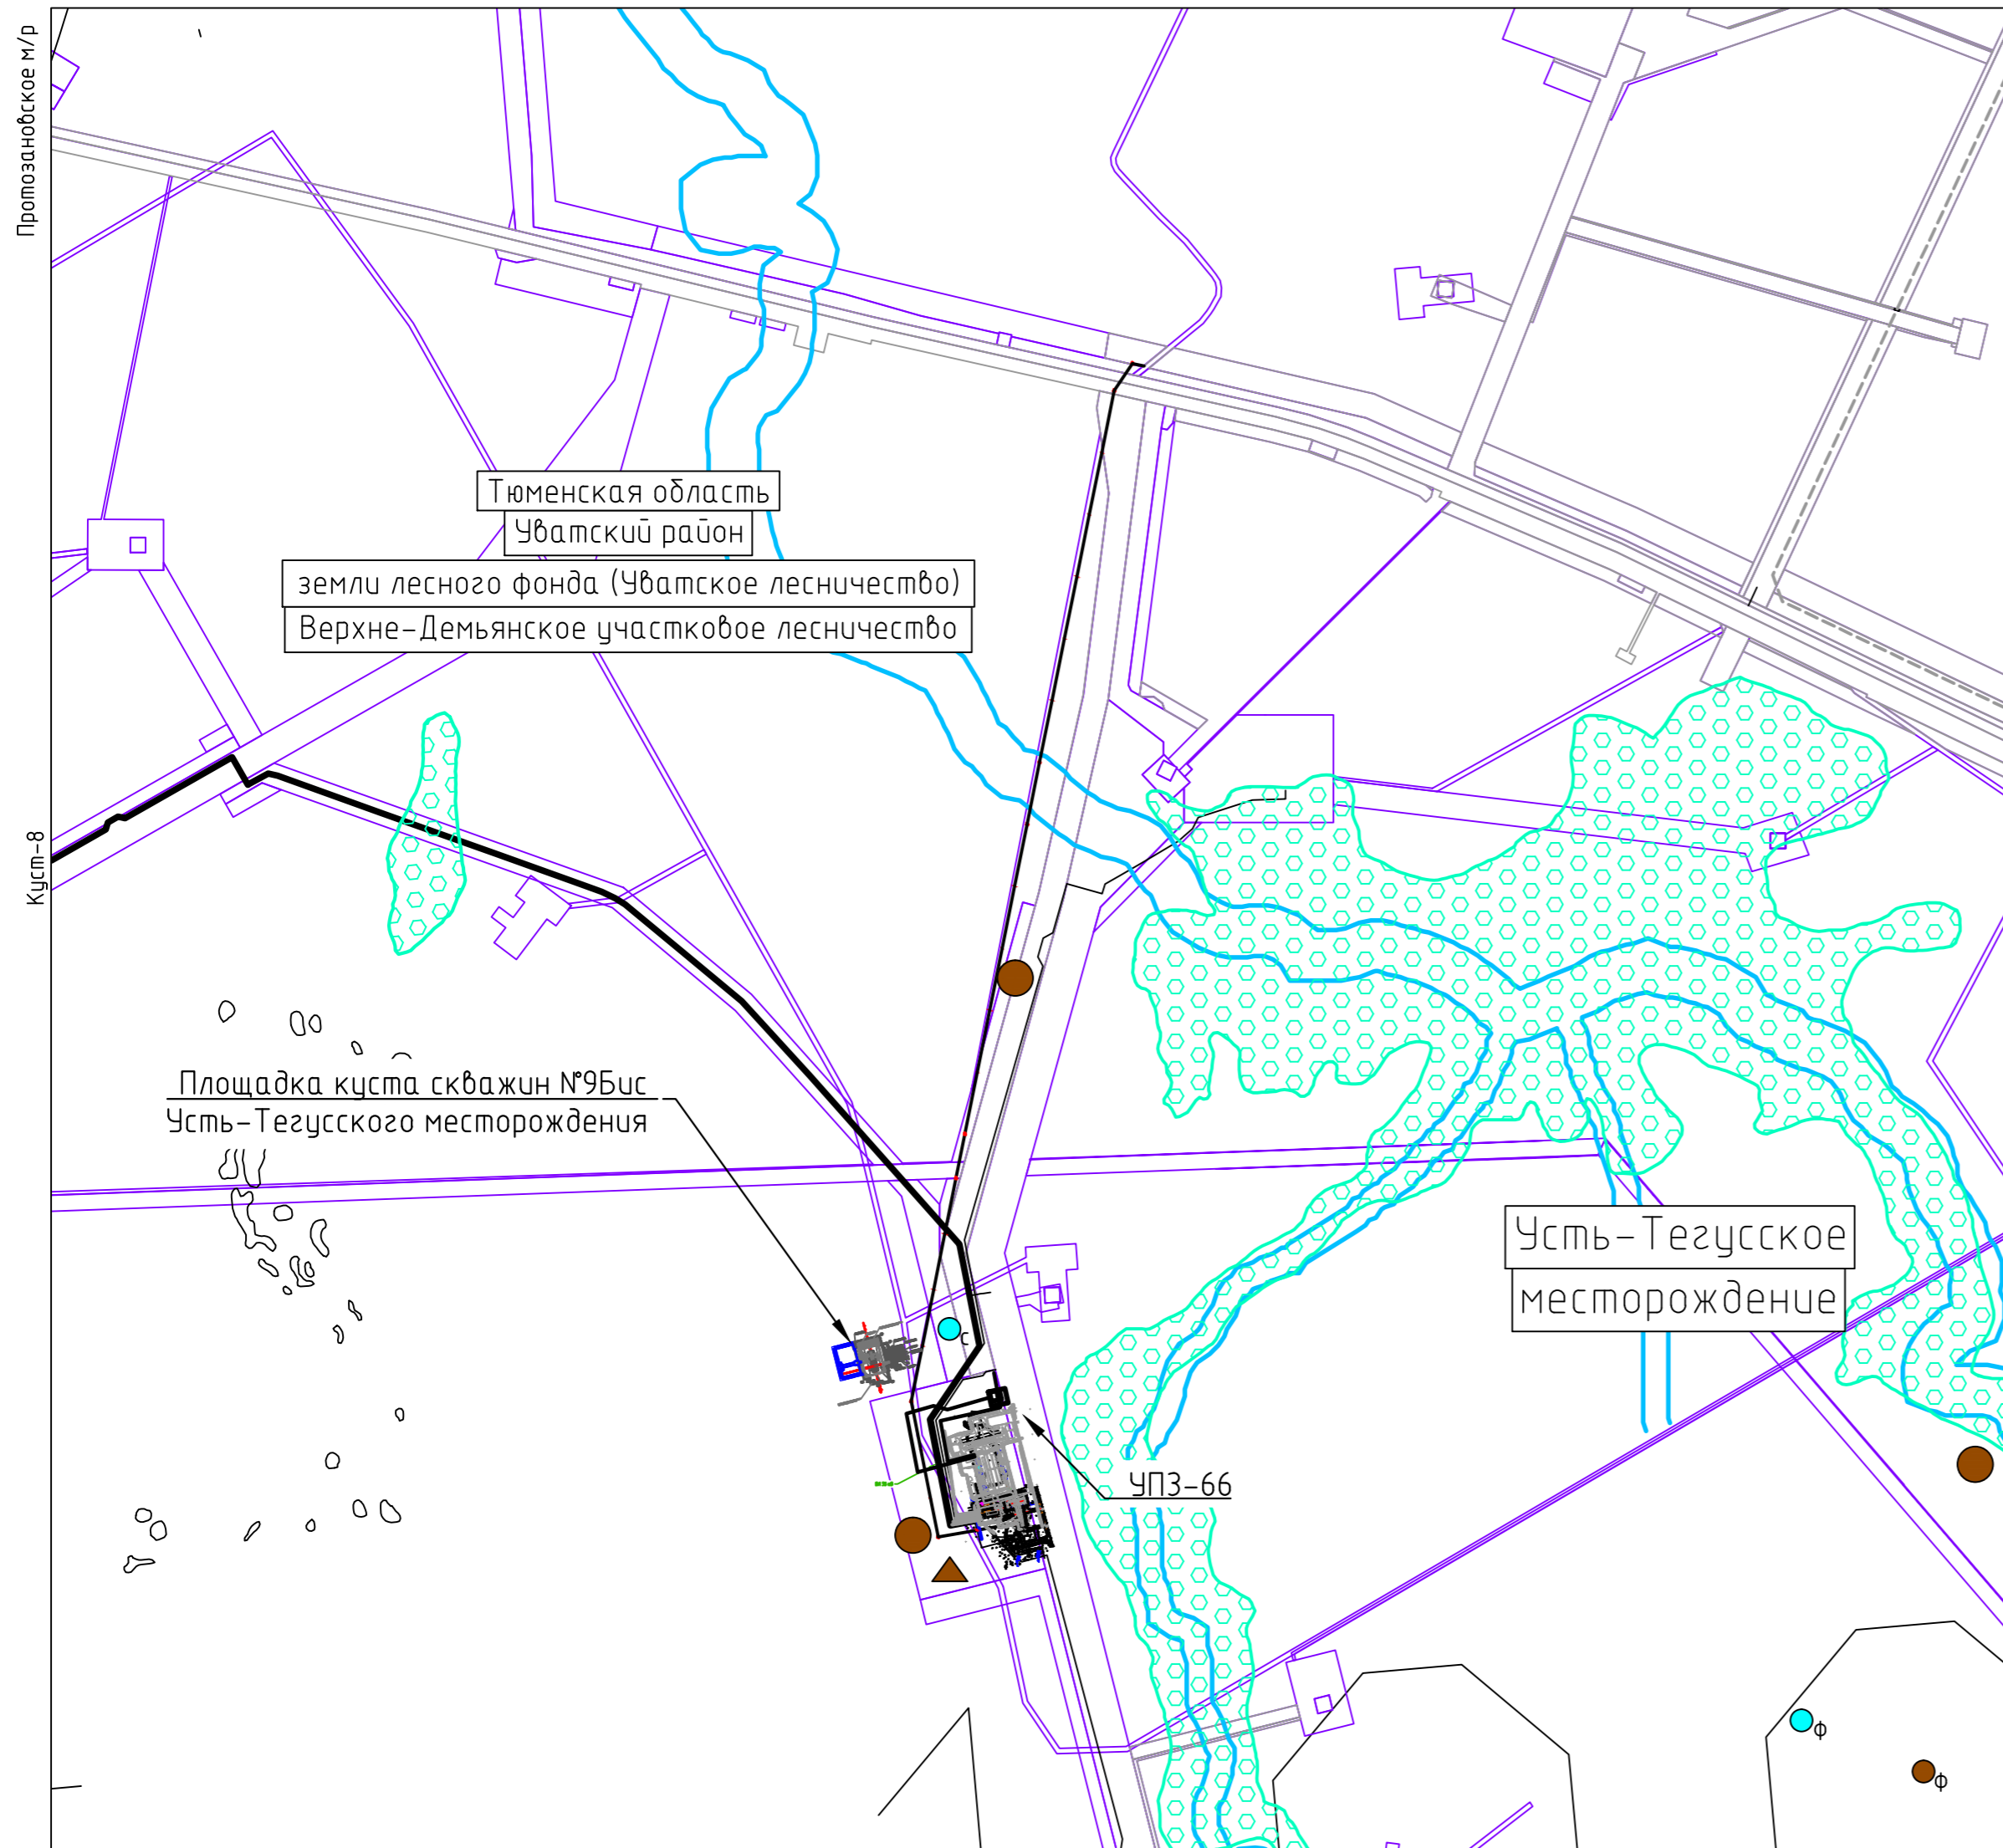 Протозановское м/р
Тюменская область
Уватский район
земли лесного фонда (Уватское лесничество)
Верхне-Демьянское участковое лесничество
Куст-8
Площадка куста скважин №9Бис
Усть-Тегусского месторождения
Усть-Тегусское
месторождение
С
УПЗ-66
Ф
Ф